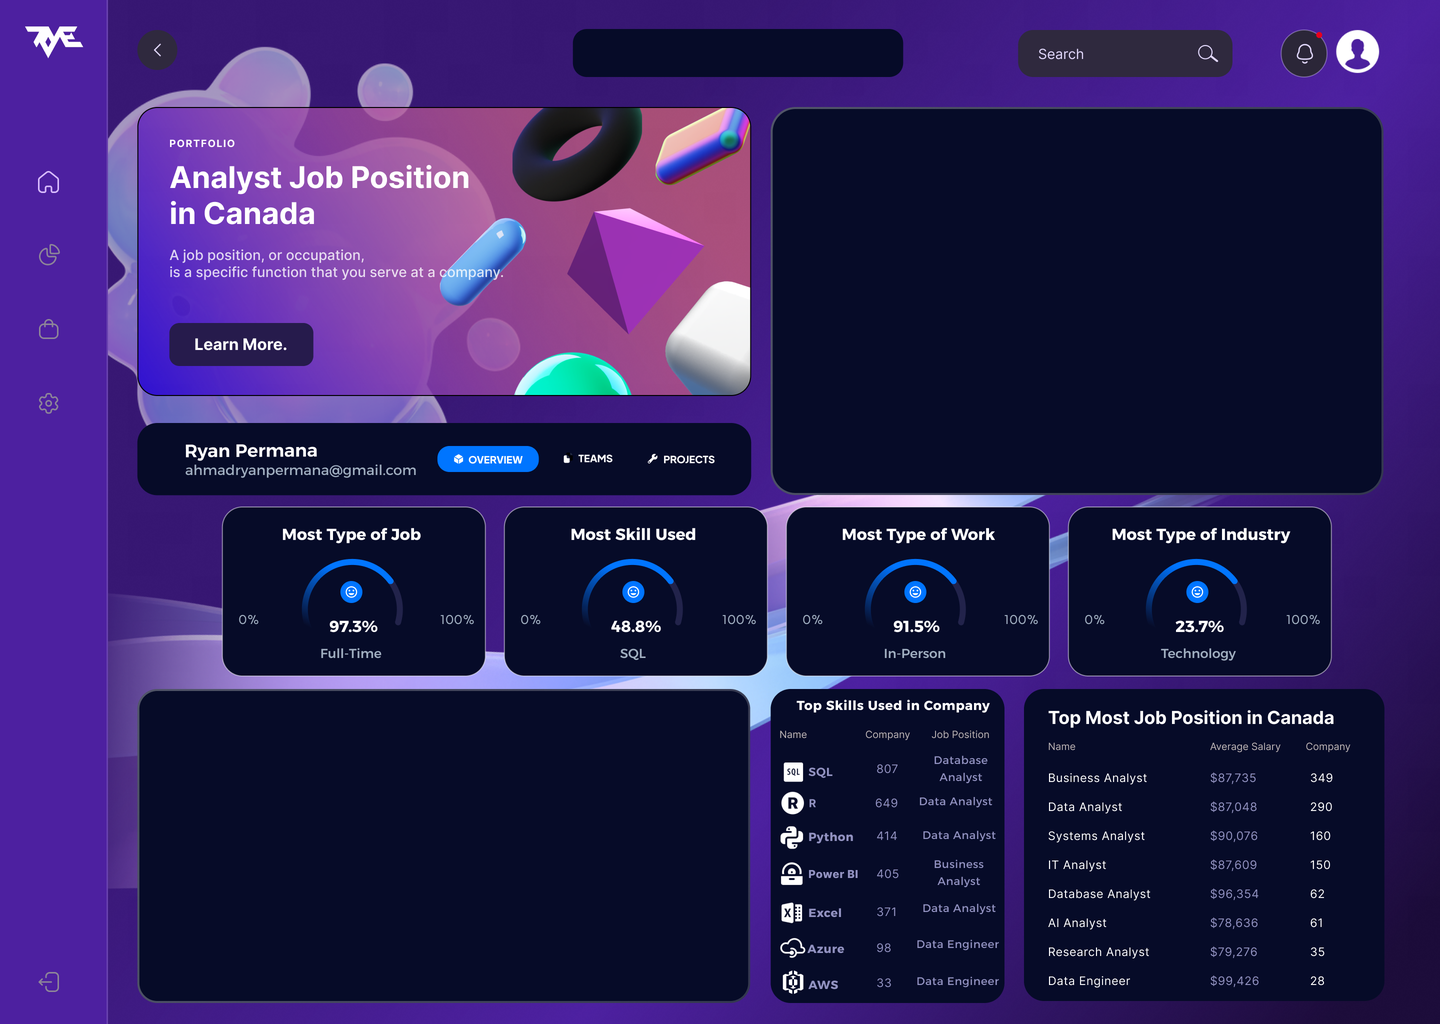 Search
PORTFOLIO
Analyst Job Position
in Canada
A job position, or occupation,
is a specific function that you serve at a company.
Learn More.
Ryan Permana
ahmadryanpermana@gmail.com
OVERVIEW
TEAMS
PROJECTS
Most Type of Job
0%
97.3%
100%
Full-Time
Most Skill Used
0%
48.8%
100%
SQL
Most Type of Work
0%
91.5%
100%
In-Person
Most Type of Industry
0%
23.7%
100%
Technology
Top Skills Used in Company
Name Company Job Position
SQL SQL 807 Database
Analyst
R R 649 Data Analyst
Python 414 Data Analyst
Power BI 405 Business
Analyst
X Excel 371 Data Analyst
Azure 98 Data Engineer
AWS 33 Data Engineer
Top Most Job Position in Canada
Name Average Salary Company
Business Analyst $87,735 349
Data Analyst $87,048 290
Systems Analyst $90,076 160
IT Analyst $87,609 150
Database Analyst $96,354 62
AI Analyst $78,636 61
Research Analyst $79,276 35
Data Engineer $99,426 28